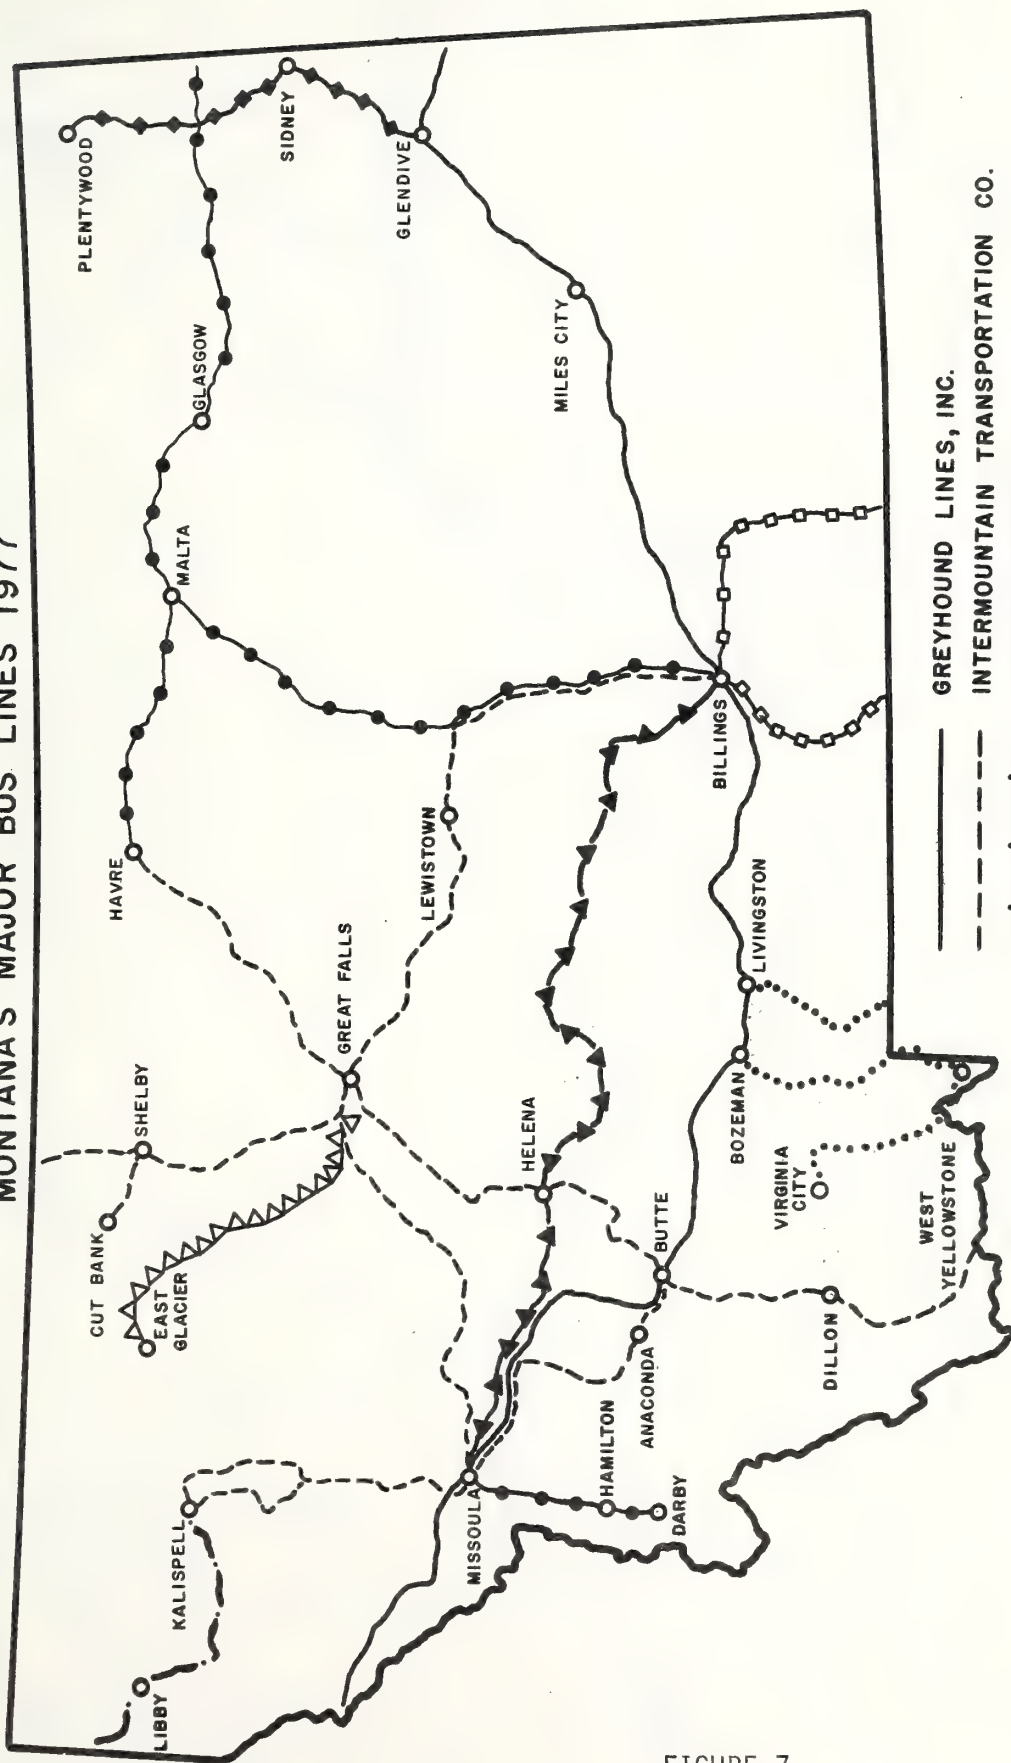 MONTANA'S MAJOR BUS LINES 1977
PLENTYWOOD
SIDNEY
GLENDIVE
GLASGOW
MALTA
MILES CITY
HAVRE
LEWISTOWN
BILLINGS
LIVINGSTON
SHELBY
CUT BANK
EAST
GLACIER
GREAT FALLS
HELENA
BOZEMAN
VIRGINIA
CITY
WEST
YELLOWSTONE
BUTTE
ANACONDA
DILLON
KALISPELL
LIBBY
MISSOULA
HAMILTON
DARBY
GREYHOUND LINES, INC.
INTERMOUNTAIN TRANSPORTATION CO.
FIGURE 7